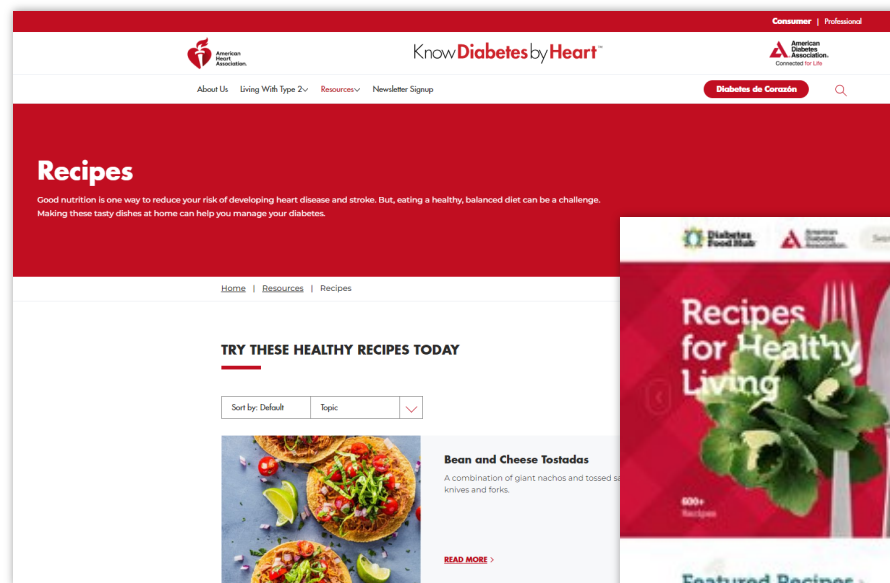 Consumer | Professional
American
Heart
Association.
Know Diabetes by Heart™
American
Diabetes
Association.
Connected for Life
About Us Living With Type 2 Resources Newsletter Signup
Diabetes de Corazón
Recipes
Good nutrition is one way to reduce your risk of developing heart disease and stroke. But, eating a healthy, balanced diet can be a challenge.
Making these tasty dishes at home can help you manage your diabetes.
Home | Resources | Recipes
TRY THESE HEALTHY RECIPES TODAY
Sort by: Default Topic
Bean and Cheese Tostadas
A combination of giant nachos and tossed
knives and forks.
READ MORE >
Diabetes
Food Hub
American
Diabetes
Association.
Recipes
for Healthy
Living
600+
Recipes
Featured Recipes